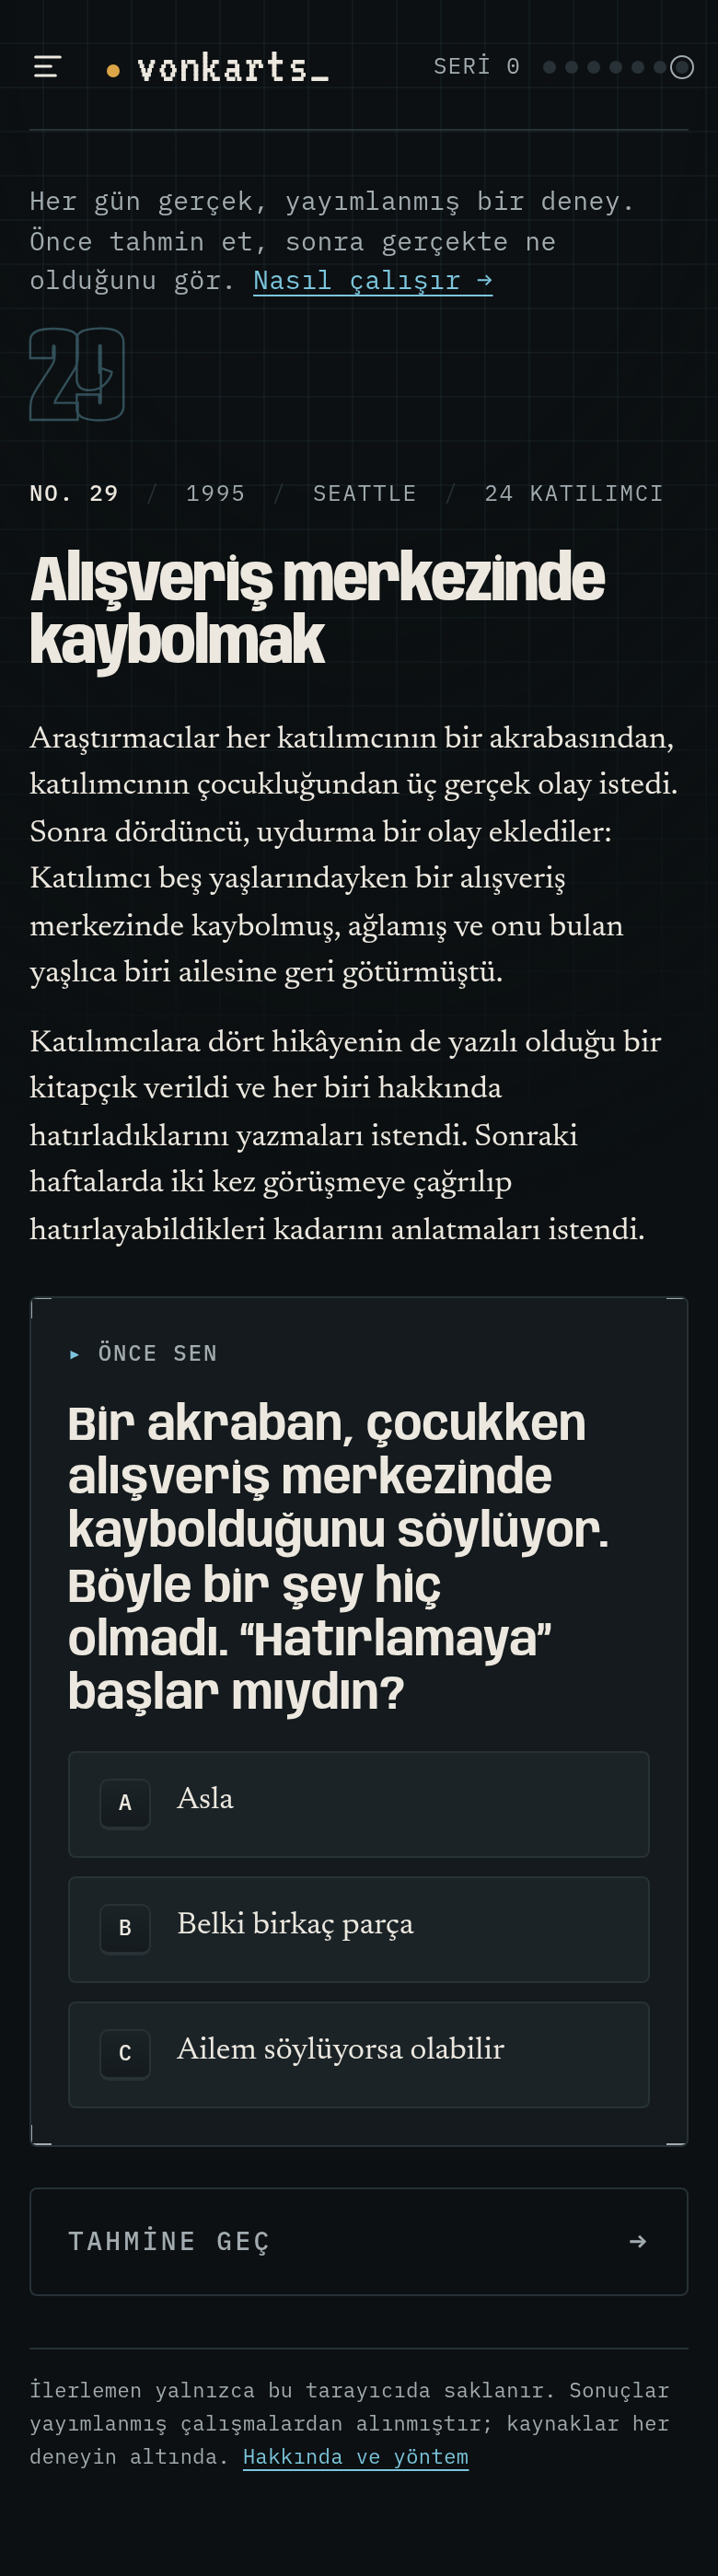 vonkarts_
SERİ 0
Her gün gerçek, yayımlanmış bir deney.
Önce tahmin et, sonra gerçekte ne
olduğunu gör. Nasıl çalışır →
29
NO. 29 / 1995 / SEATTLE / 24 KATILIMCI
Alışveriş merkezinde
kaybolmak
Araştırmacılar her katılımcının bir akrabasından,
katılımcının çocukluğundan üç gerçek olay istedi.
Sonra dördüncü, uydurma bir olay eklediler:
Katılımcı beş yaşlarındayken bir alışveriş
merkezinde kaybolmuş, ağlamış ve onu bulan
yaşlıca biri ailesine geri götürmüştü.
Katılımcılara dört hikâyenin de yazılı olduğu bir
kitapçık verildi ve her biri hakkında
hatırladıklarını yazmaları istendi. Sonraki
haftalarda iki kez görüşmeye çağrılıp
hatırlayabildikleri kadarını anlatmaları istendi.
▸ ÖNCE SEN
Bir akraban, çocukken
alışveriş merkezinde
kaybolduğunu söylüyor.
Böyle bir şey hiç
olmadı. “Hatırlamaya”
başlar mıydın?
A Asla
B Belki birkaç parça
C Ailem söylüyorsa olabilir
TAHMİNE GEÇ →
İlerlemen yalnızca bu tarayıcıda saklanır. Sonuçlar
yayımlanmış çalışmalardan alınmıştır; kaynaklar her
deneyin altında. Hakkında ve yöntem